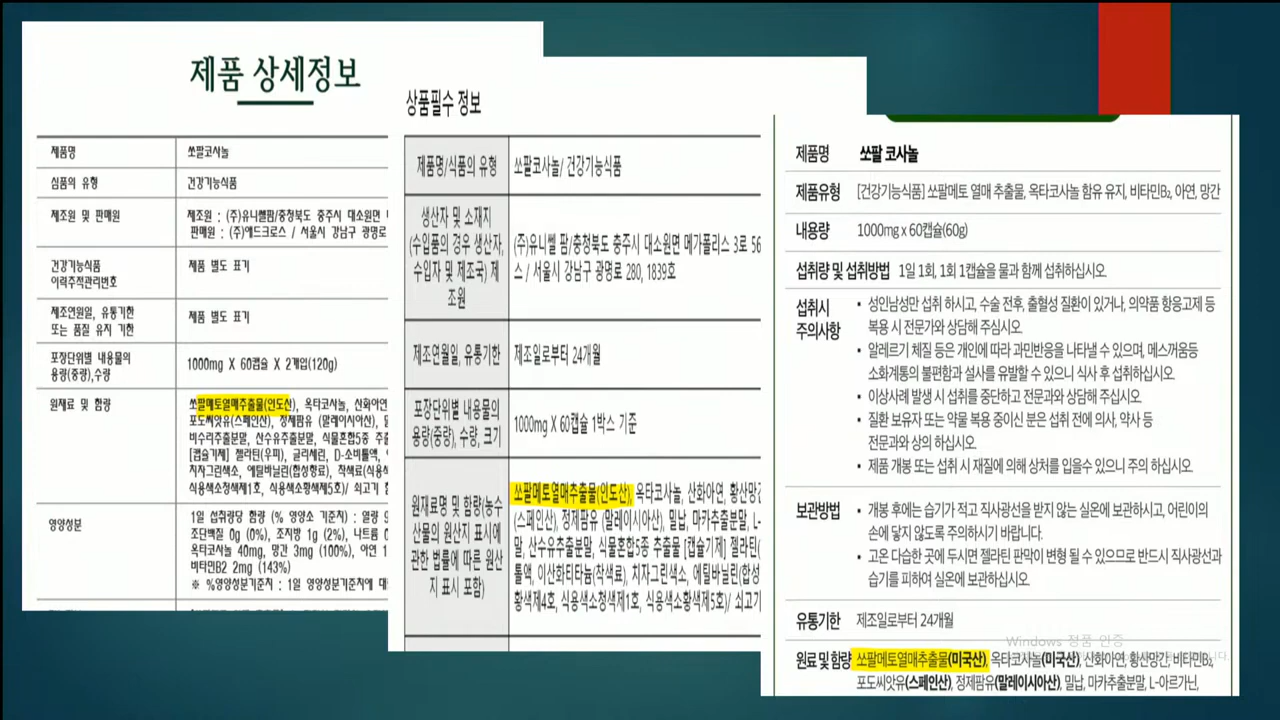 제품 상세정보
제품명 쏘팔코사놀
심품의 유형 건강기능식품
제조원 및 판매원 제조원 : (주)유니쎌팜/충청북도 충주시 대소원면
판매원 : (주)에드크로스 / 서울시 강남구 광명로
건강기능식품 제품 별도 표기
이력추적관리번호
제조연원일, 유통기한 제품 별도 표기
또는 품질 유지 기한
포장단위별 내용물의 1000mg X 60캡슐 X 2개입(120g)
용량(중량),수량
원재료 및 함량 쏘팔메토열매추출물(인도산), 옥타코사놀, 산화아연
포도씨앗유(스페인산), 정제팜유 (말레이시아산),
비수리추출분말, 산수유추출분말, 식물혼합5종 추출
[캡슐기제] 젤라틴(우피), 글리세린, D-소비톨액,
치자그린색소, 에틸바닐린(합성향료), 착색료(식용색
식용색소청색제1호, 식용색소황색제5호)/ 쇠고기
영양성분 1일 섭취량당 함량 (% 영양소 기준치) : 열량
조단백질 0g (0%), 조지방 1g (2%), 나트륨
옥타코사놀 40mg, 망간 3mg (100%), 아연
비타민B2 2mg (143%)
※ %영양성분기준치 : 1일 영양성분기준치에 대
상품필수 정보
제품명/식품의 유형 쏘팔코사놀/ 건강기능식품
생산자 및 소재지
(수입품의 경우 생산자,
수입자 및 제조국) 제
조원
(주)유니쎌 팜/충청북도 충주시 대소원면 메가폴리스 3로 56
스 / 서울시 강남구 광명로 280, 1839호
제조연월일, 유통기한 제조일로부터 24개월
포장단위별 내용물의
용량(중량), 수량, 크기
1000mg X 60캡슐 1박스 기준
원재료명 및 함량(농수
산물의 원산지 표시에
관한 법률에 따른 원산
지 표시 포함)
쏘팔메토열매추출물(인도산), 옥타코사놀, 산화아연, 황산망간
(스페인산), 정제팜유 (말레이시아산), 밀납, 마카추출분말, L-
말, 산수유추출분말, 식물혼합5종 추출물 [캡슐기제] 젤라틴(
톨액, 이산화티타늄(착색료), 치자그린색소, 에틸바닐린(합성
황색제4호, 식용색소청색제1호, 식용색소황색제5호)/ 쇠고기
제품명 쏘팔 코사놀
제품유형 [건강기능식품] 쏘팔메토 열매 추출물, 옥타코사놀 함유 유지, 비타민B₂, 아연, 망간
내용량 1000mg x 60캡슐(60g)
섭취량 및 섭취방법 1일 1회, 1회 1캡슐을 물과 함께 섭취하십시오.
섭취시
주의사항
• 성인남성만 섭취 하시고, 수술 전후, 출혈성 질환이 있거나, 의약품 항응고제 등
복용 시 전문가와 상담해 주십시오.
• 알레르기 체질 등은 개인에 따라 과민반응을 나타낼 수 있으며, 메스꺼움등
소화계통의 불편함과 설사를 유발할 수 있으니 식사 후 섭취하십시오.
• 이상사례 발생 시 섭취를 중단하고 전문가와 상담해 주십시오.
• 질환 보유자 또는 약물 복용 중이신 분은 섭취 전에 의사, 약사 등
전문가와 상의 하십시오.
• 제품 개봉 또는 섭취 시 재질에 의해 상처를 입을수 있으니 주의 하십시오.
보관방법
• 개봉 후에는 습기가 적고 직사광선을 받지 않는 실온에 보관하시고, 어린이의
손에 닿지 않도록 주의하시기 바랍니다.
• 고온 다습한 곳에 두시면 젤라틴 판막이 변형 될 수 있으므로 반드시 직사광선과
습기를 피하여 실온에 보관하십시오.
유통기한 제조일로부터 24개월
원료 및 함량 쏘팔메토열매추출물(미국산), 옥타코사놀(미국산), 산화아연, 황산망간, 비타민B₂,
포도씨앗유(스페인산), 정제팜유(말레이시아산), 밀납, 마카추출분말, L-아르가닌,
Windows 정품 인증